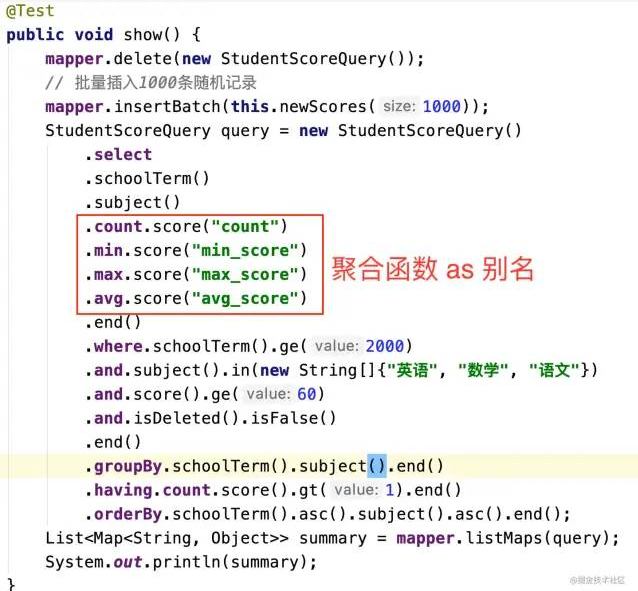 @Test
public void show() {
mapper.delete(new StudentScoreQuery());
// 批量插入1000条随机记录
mapper.insertBatch(this.newScores( size: 1000));
StudentScoreQuery query = new StudentScoreQuery()
.select
.schoolTerm()
.subject()
.count.score("count")
.min.score("min_score")
.max.score("max_score")
.avg.score("avg_score")
聚合函数 as 别名
.end()
.where.schoolTerm().ge( value: 2000)
.and.subject().in(new String[]{"英语", "数学", "语文"})
.and.score().ge( value: 60)
.and.isDeleted().isFalse()
.end()
.groupBy.schoolTerm().subject().end()
.having.count.score().gt( value: 1).end()
.orderBy.schoolTerm().asc().subject().asc().end();
List<Map<String, Object>> summary = mapper.listMaps(query);
System.out.println(summary);
}
@掘金技术社区